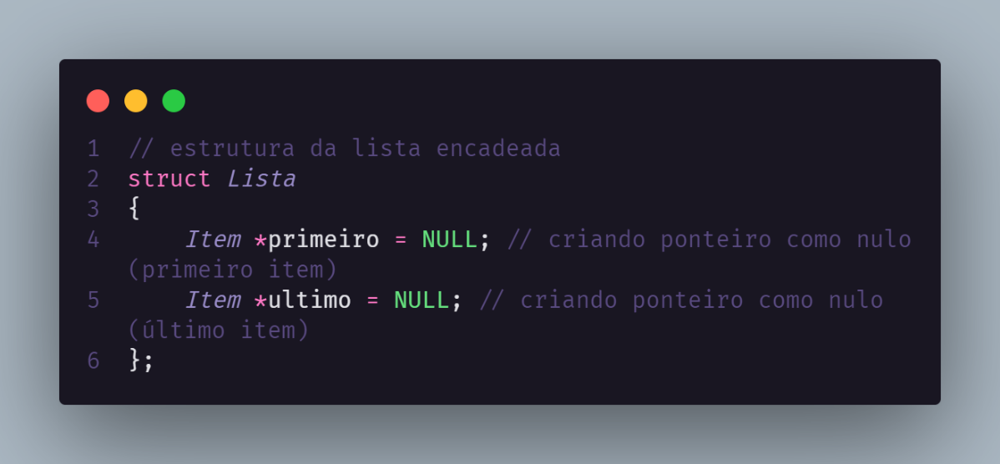 1 // estrutura da lista encadeada
2 struct Lista
3 {
4     Item *primeiro = NULL; // criando ponteiro como nulo
(primeiro item)
5     Item *ultimo = NULL; // criando ponteiro como nulo
(último item)
6 };